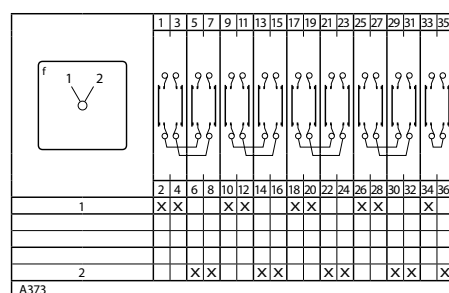 1 3 5 7 9 11 13 15 17 19 21 23 25 27 29 31 33 35
f
1 2
2 4 6 8 10 12 14 16 18 20 22 24 26 28 30 32 34 36
1 X X X X X X X X X
2 X X X X X X X X X
A373